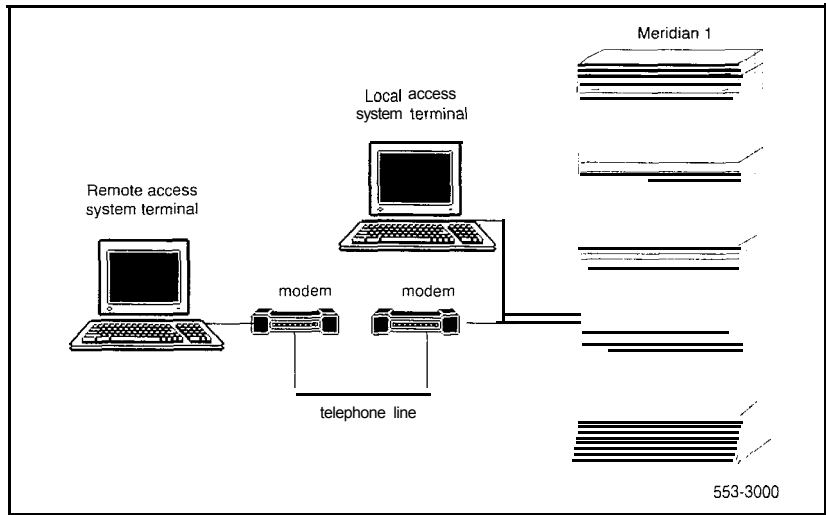 Meridian 1
Local access
system terminal
Remote access
system terminal
modem
modem
telephone line
553-3000